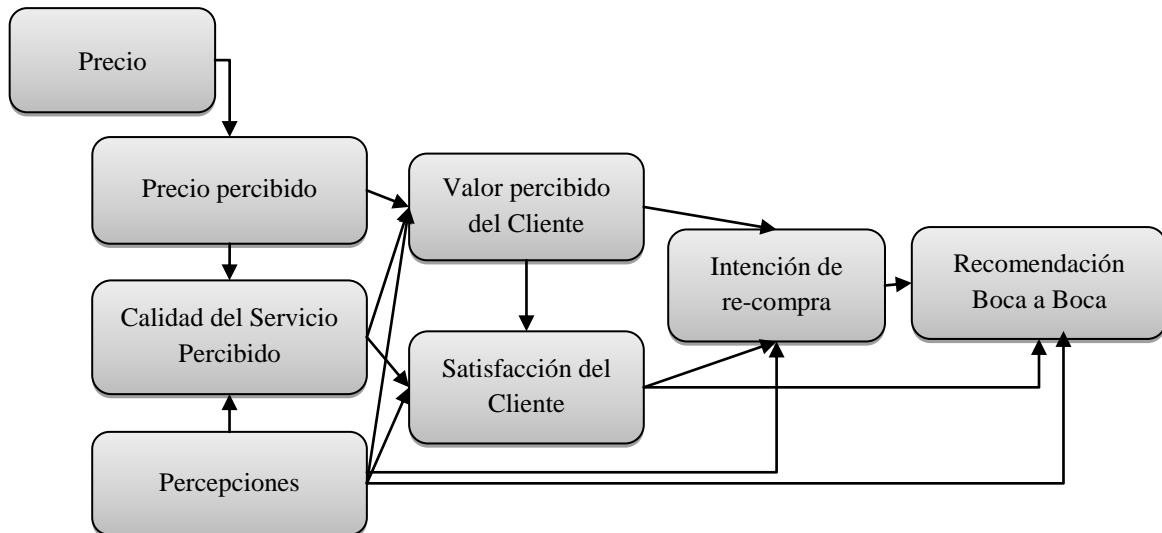 Precio
Precio percibido
Valor percibido
del Cliente
Intención de
re-compra
Recomendación
Boca a Boca
Calidad del Servicio
Percibido
Satisfacción del
Cliente
Percepciones